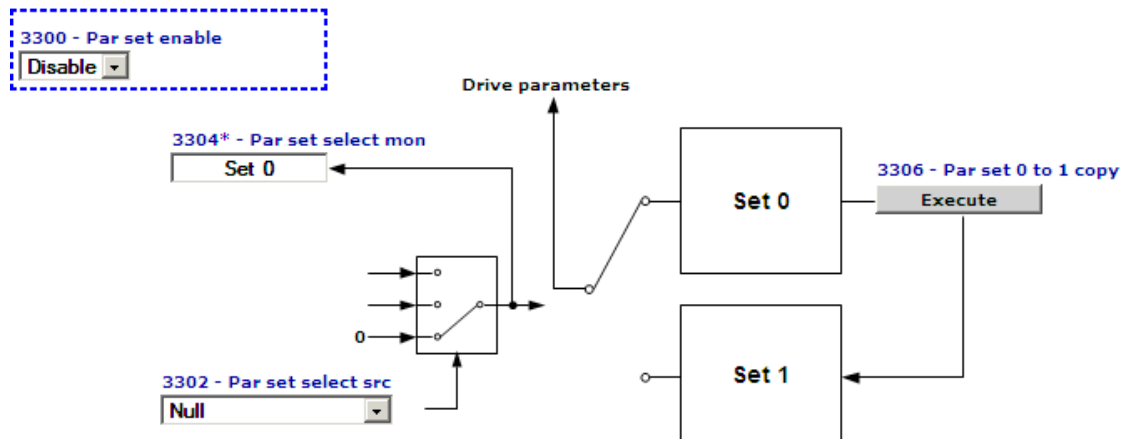 3300 - Par set enable
Disable
Drive parameters
3304* - Par set select mon
Set 0
Set 0
3306 - Par set 0 to 1 copy
Execute
0
3302 - Par set select src
Null
Set 1